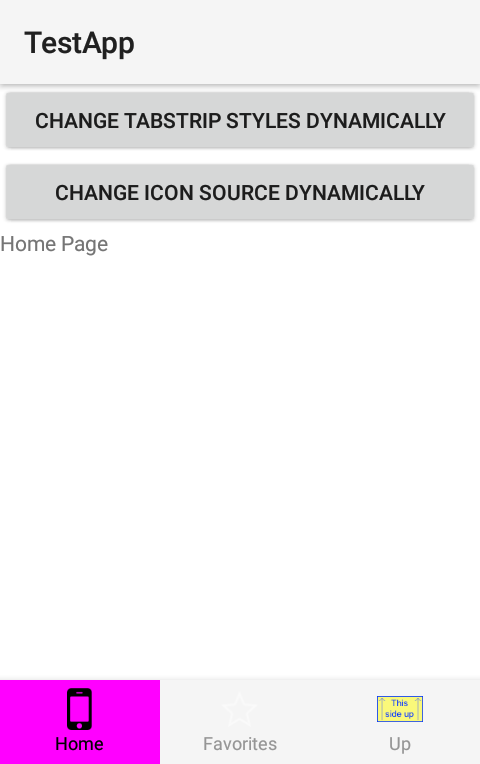 TestApp
CHANGE TABSTRIP STYLES DYNAMICALLY
CHANGE ICON SOURCE DYNAMICALLY
Home Page
This
side up
Home
Favorites
Up